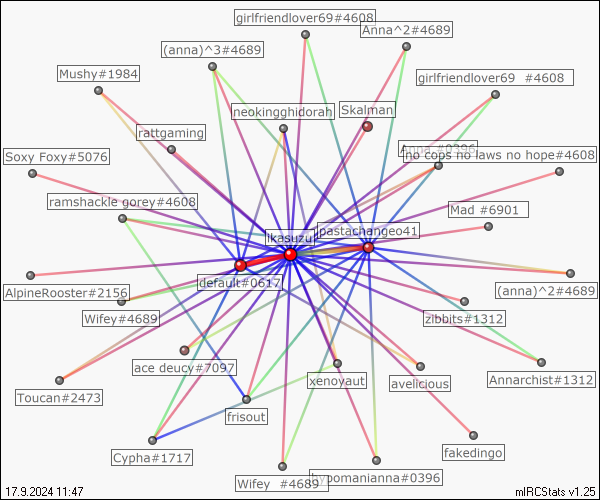 girlfriendlover69#4608
Anna^2#4689
(anna)^3#4689
Mushy#1984
girlfriendlover69 #4608
neokingghidorah
Skalman
rattgaming
Anna #0396
no cops no laws no hope#4608
Soxy Foxy#5076
ramshackle gorey#4608
Mad #6901
ikasuzu
pastachangeo41
default#0617
AlpineRooster#2156
(anna)^2#4689
Wifey#4689
zibbits#1312
ace deucy#7097
xenoyaut
avelicious
Annarchist#1312
Toucan#2473
frisout
Cypha#1717
fakedingo
Wifey #4689
hypomanianna#0396
17.9.2024 11:47
mIRCStats v1.25